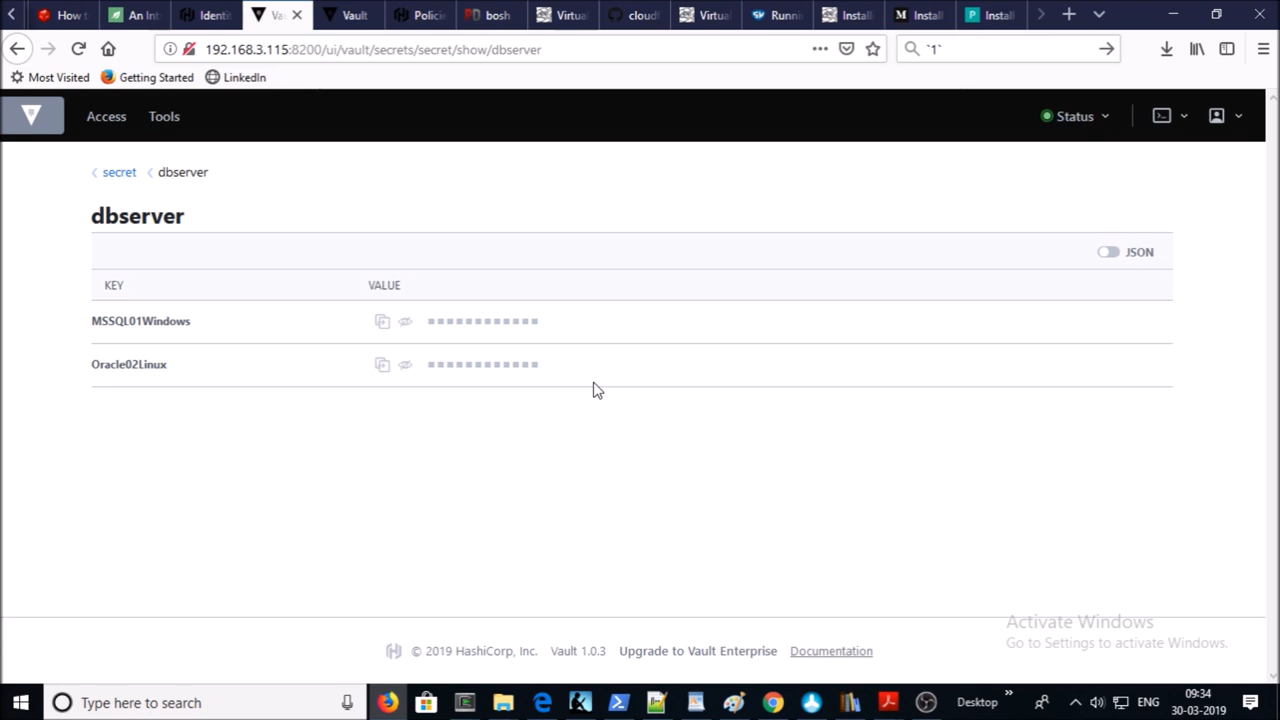 How t
An Int
Identi
Vau
Vault
Policie
bosh
Virtua
cloudf
Virtua
Runni
Install
Install
Install
192.168.3.115:8200/ui/vault/secrets/secret/show/dbserver
`1`
Most Visited
Getting Started
LinkedIn
Access
Tools
Status
secret
dbserver
dbserver
JSON
KEY
VALUE
MSSQL01Windows
Oracle02Linux
Activate Windows
Go to Settings to activate Windows.
© 2019 HashiCorp, Inc.
Vault 1.0.3
Upgrade to Vault Enterprise
Documentation
Type here to search
Desktop
ENG
09:34
30-03-2019